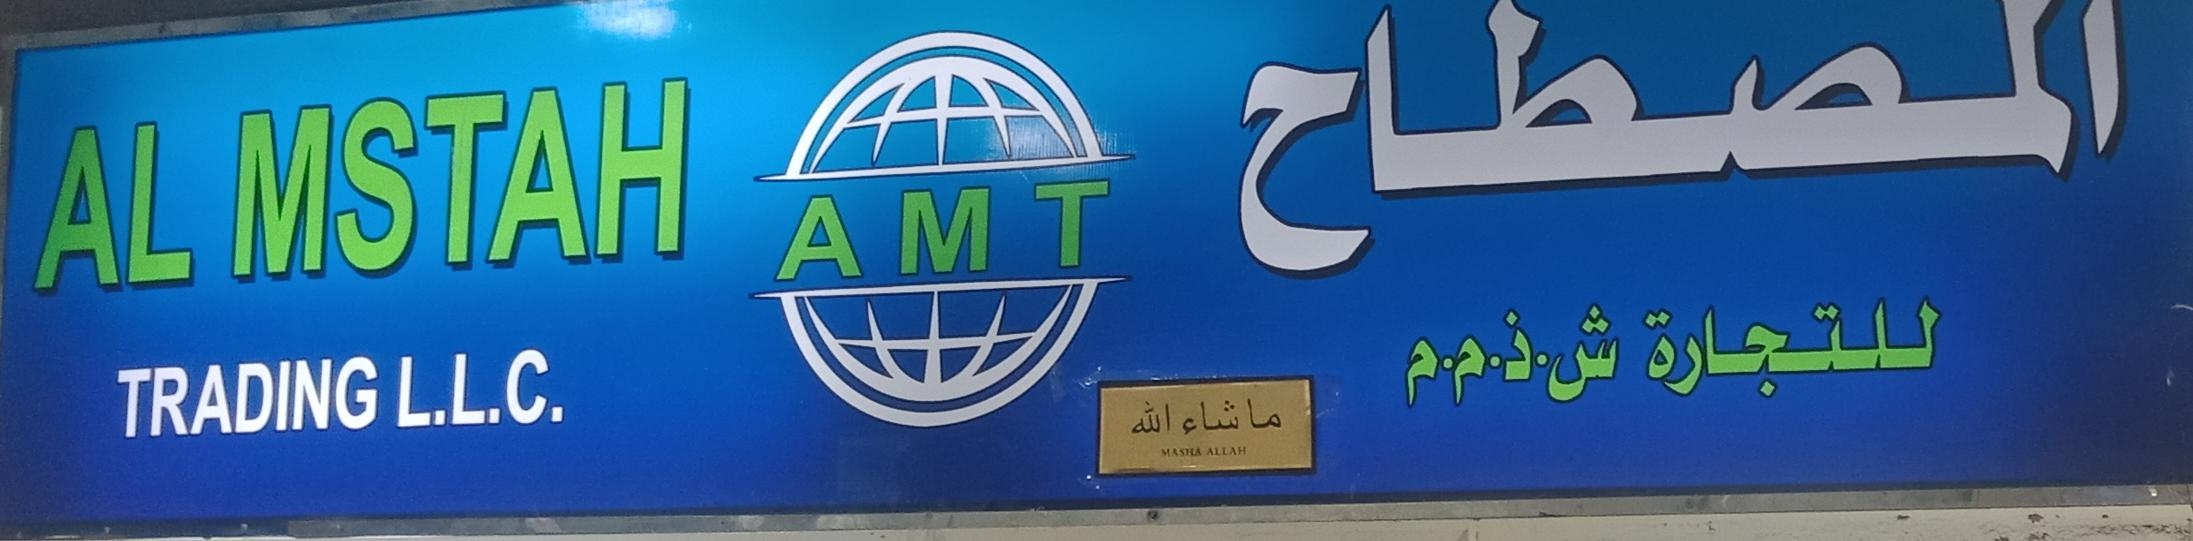 AL MSTAH
TRADING L.L.C.
AMT
المصطاح
للتجارة ش.ذ.م.م
ما شاء الله
MASHA ALLAH